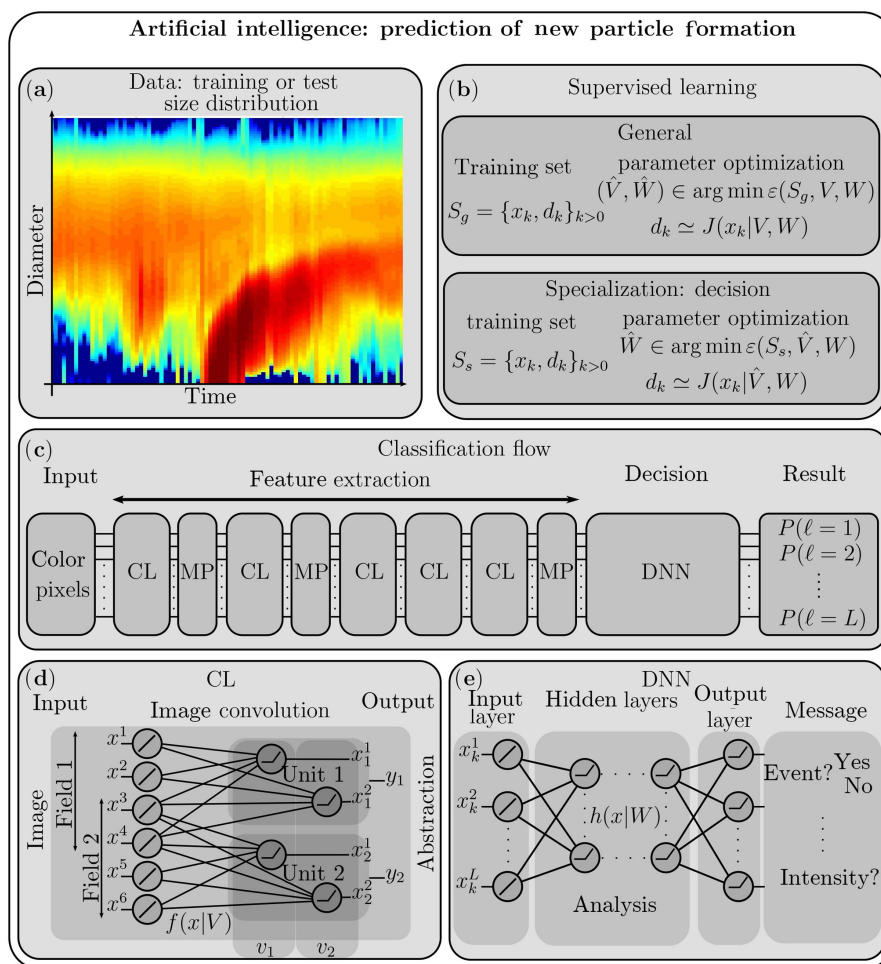 Artificial intelligence: prediction of new particle formation
(a)
Data: training or test
size distribution
Diameter
Time
(b)
Supervised learning
General
Training set
parameter optimization
(V̂, Ŵ) ∈ arg min ε(S_g, V, W)
S_g = {x_k, d_k}_{k>0}
d_k ≃ J(x_k|V, W)
Specialization: decision
training set
parameter optimization
Ŵ ∈ arg min ε(S_s, V̂, W)
S_s = {x_k, d_k}_{k>0}
d_k ≃ J(x_k|V̂, W)
(c)
Classification flow
Input
Feature extraction
Decision
Result
Color
pixels
CL
MP
CL
MP
CL
CL
CL
MP
DNN
P(ℓ = 1)
P(ℓ = 2)
P(ℓ = L)
(d)
CL
Input
Image convolution
Output
Image
Field 1
Field 2
x^1
x^2
x^3
x^4
x^5
x^6
f(x|V)
Unit 1
Unit 2
v_1
v_2
x_1^1
x_1^2
y_1
x_2^1
x_2^2
y_2
Abstraction
(e)
DNN
Input
layer
Hidden layers
Output
layer
Message
x_k^1
x_k^2
x_k^L
h(x|W)
Analysis
Event? Yes
No
Intensity?